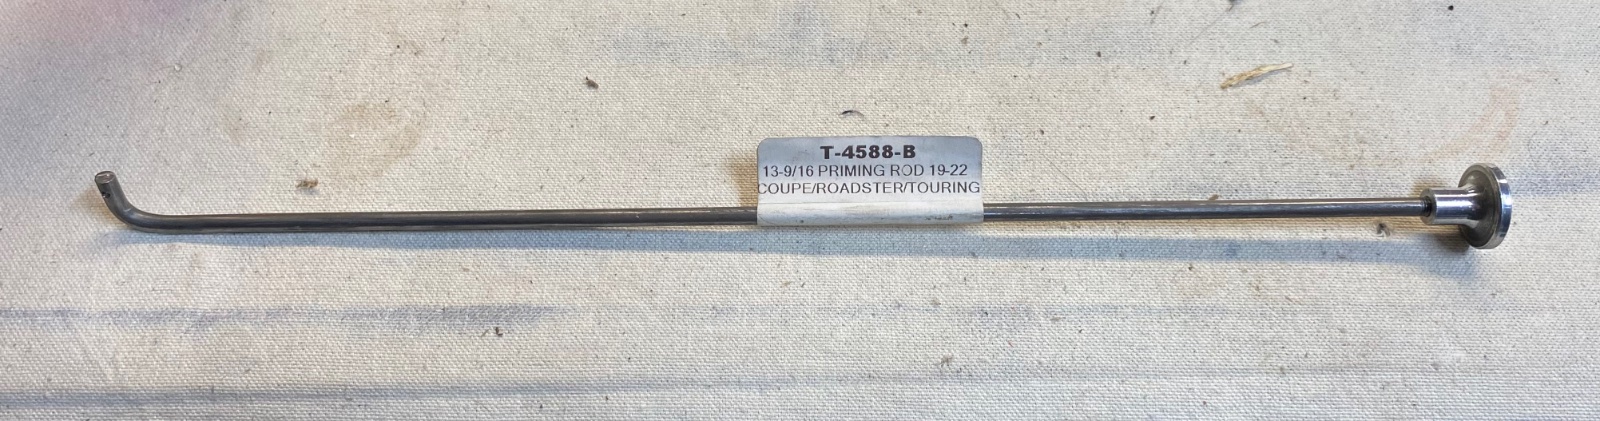 T-4588-B
13-9/16 PRIMING ROD 19-22
COUPE/ROADSTER/TOURING